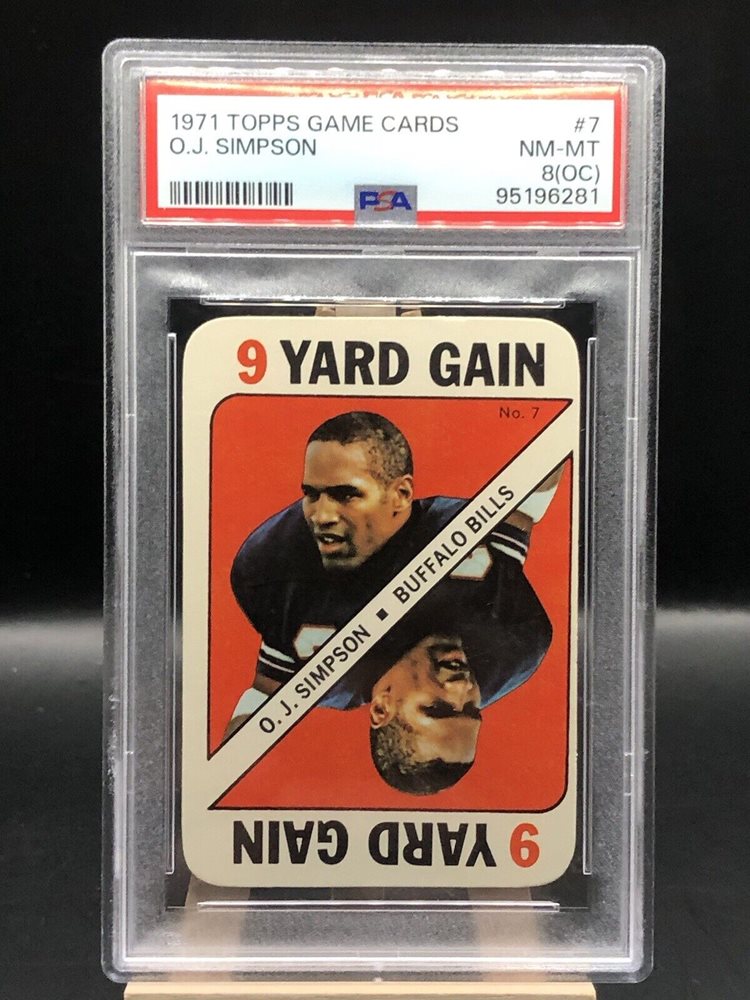 1971 TOPPS GAME CARDS #7
O.J. SIMPSON NM-MT
8(OC)
PSA 95196281
9 YARD GAIN
No. 7
O.J. SIMPSON ▪ BUFFALO BILLS
9 YARD GAIN